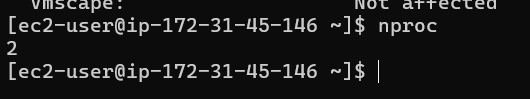 Vmscape: Not affected
[ec2-user@ip-172-31-45-146 ~]$ nproc
2
[ec2-user@ip-172-31-45-146 ~]$